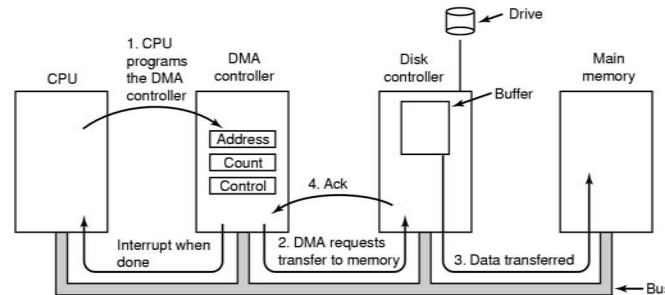 Drive
1. CPU
programs
the DMA
controller
CPU
DMA
controller
Disk
controller
Main
memory
Buffer
Address
Count
Control
4. Ack
Interrupt when
done
2. DMA requests
transfer to memory
3. Data transferred
Bus